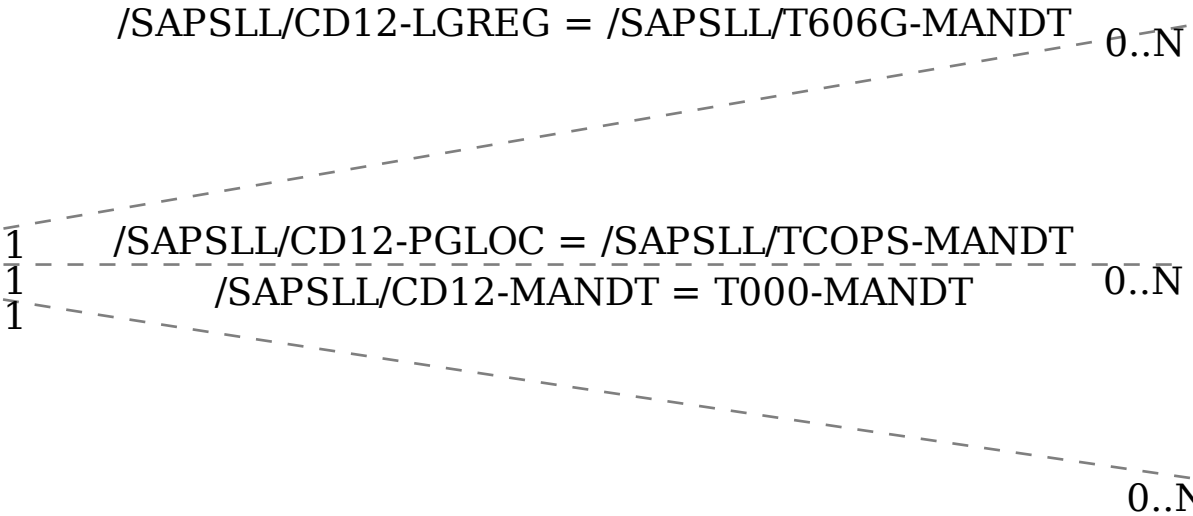 /SAPSLL/CD12-LGREG = /SAPSLL/T606G-MANDT
0..N
1
/SAPSLL/CD12-PGLOC = /SAPSLL/TCOPS-MANDT
1
0..N
/SAPSLL/CD12-MANDT = T000-MANDT
1
0..N